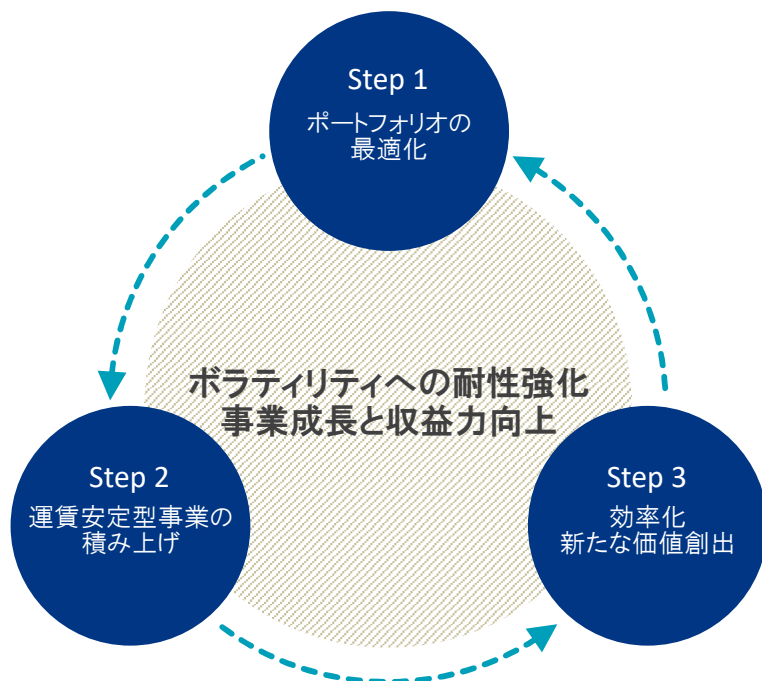 Step 1
ポートフォリオの
最適化
ボラティリティへの耐性強化
事業成長と収益力向上
Step 2
運賃安定型事業の
積み上げ
Step 3
効率化
新たな価値創出